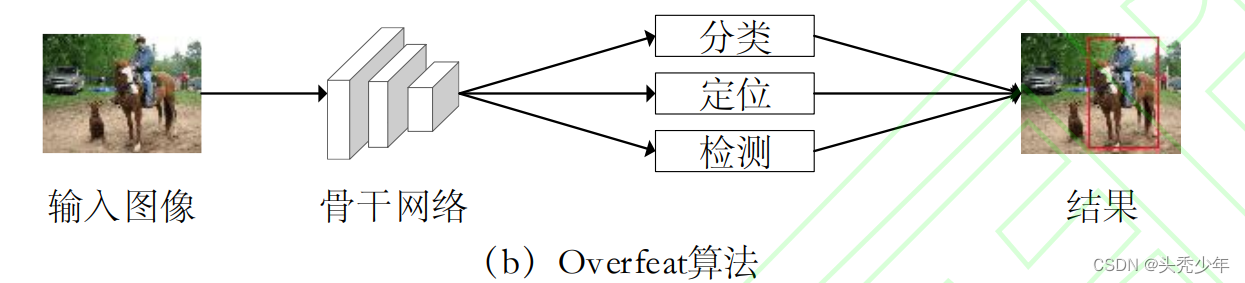 分类
定位
检测
输入图像
骨干网络
结果
（b）Overfeat算法
CSDN @头秃少年